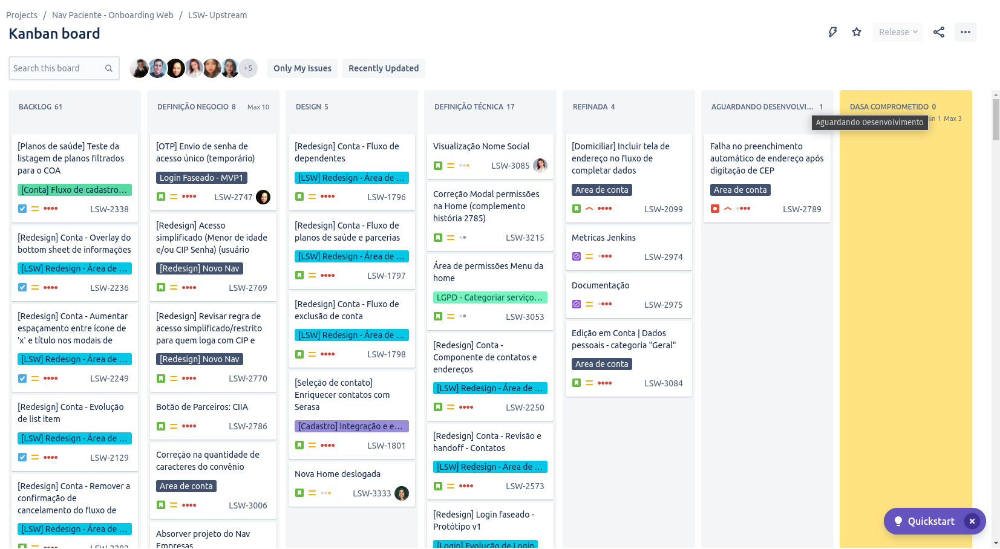 Projects / Nav Paciente - Onboarding Web / LSW- Upstream
Kanban board
Release
Search this board
+5
Only My Issues
Recently Updated
BACKLOG 61
[Planos de saúde] Teste da
listagem de planos filtrados
para o COA
[Conta] Fluxo de cadastro...
LSW-2338
[Redesign] Conta - Overlay do
bottom sheet de informações
[LSW] Redesign - Área de ...
LSW-2236
[Redesign] Conta - Aumentar
espaçamento entre ícone de
'x' e título nos modais de
[LSW] Redesign - Área de ...
LSW-2249
[Redesign] Conta - Evolução
de list item
[LSW] Redesign - Área de ...
LSW-2129
[Redesign] Conta - Remover a
confirmação de
cancelamento do fluxo de
[LSW] Redesign - Área de ...
DEFINIÇÃO NEGOCIO 8 Max 10
[OTP] Envio de senha de
acesso único (temporário)
Login Faseado - MVP1
LSW-2747
[Redesign] Acesso
simplificado (Menor de idade
e/ou CIP Senha) (usuário
[Redesign] Novo Nav
LSW-2769
[Redesign] Revisar regra de
acesso simplificado/restrito
para quem loga com CIP e
[Redesign] Novo Nav
LSW-2770
Botão de Parceiros: CIIA
LSW-2786
Correção na quantidade de
caracteres do convênio
Area de conta
LSW-3006
Absorver projeto do Nav
Empresas
DESIGN 5
[Redesign] Conta - Fluxo de
dependentes
[LSW] Redesign - Área de ...
LSW-1796
[Redesign] Conta - Fluxo de
planos de saúde e parcerias
[LSW] Redesign - Área de ...
LSW-1797
[Redesign] Conta - Fluxo de
exclusão de conta
[LSW] Redesign - Área de ...
LSW-1798
[Seleção de contato]
Enriquecer contatos com
Serasa
[Cadastro] Integração e e...
LSW-1801
Nova Home deslogada
LSW-3333
DEFINIÇÃO TÉCNICA 17
Visualização Nome Social
LSW-3085
Correção Modal permissões
na Home (complemento
história 2785)
LSW-3215
Área de permissões Menu da
home
LGPD - Categoriar serviço...
LSW-3053
[Redesign] Conta -
Componente de contatos e
endereços
[LSW] Redesign - Área de ...
LSW-2250
[Redesign] Conta - Revisão e
handoff - Contatos
[LSW] Redesign - Área de ...
LSW-2573
[Redesign] Login faseado -
Protótipo v1
[Login] Evolução de Login
REFINADA 4
[Domiciliar] Incluir tela de
endereço no fluxo de
completar dados
Area de conta
LSW-2099
Metricas Jenkins
LSW-2974
Documentação
LSW-2975
Edição em Conta | Dados
pessoais - categoria "Geral"
Area de conta
LSW-3084
AGUARDANDO DESENVOLVI... 1
Aguardando Desenvolvimento
Falha no preenchimento
automático de endereço após
digitação de CEP
Area de conta
LSW-2789
DASA COMPROMETIDO 0
1 Max 3
Quickstart